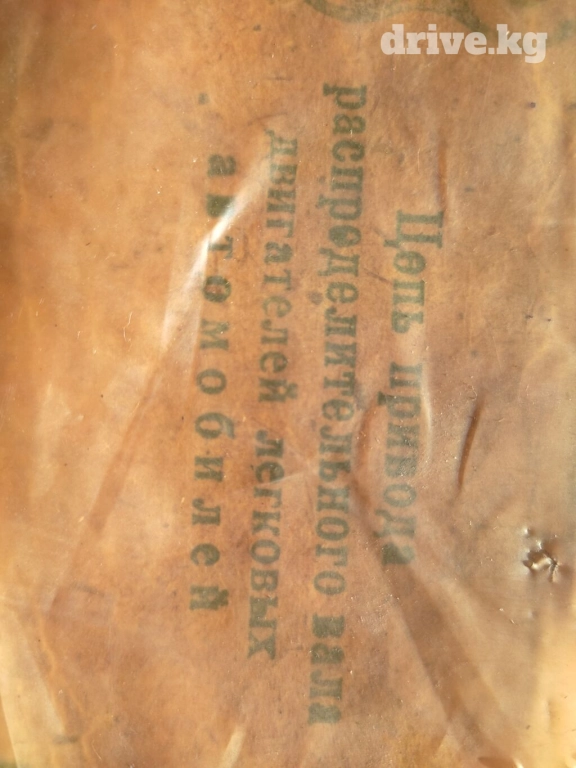 drive.kg
Цепь привода
распределительного вала
двигателей легковых
автомобилей